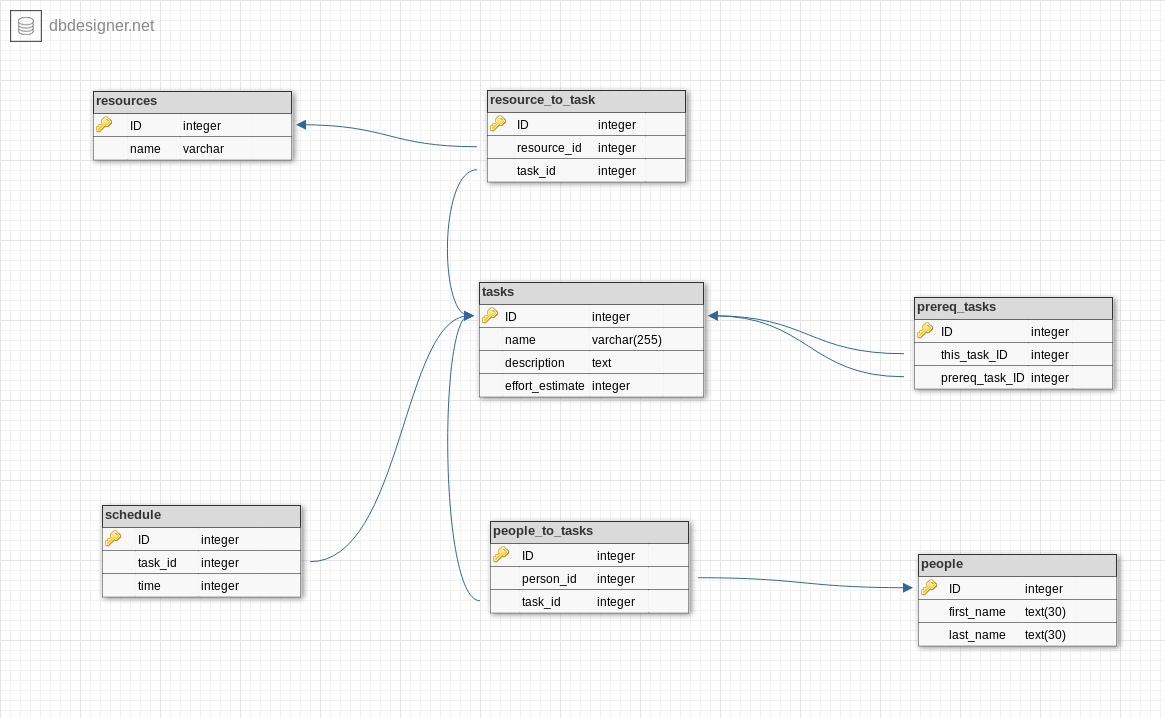 dbdesigner.net
resources
ID integer
name varchar
resource_to_task
ID integer
resource_id integer
task_id integer
tasks
ID integer
name varchar(255)
description text
effort_estimate integer
prereq_tasks
ID integer
this_task_ID integer
prereq_task_ID integer
schedule
ID integer
task_id integer
time integer
people_to_tasks
ID integer
person_id integer
task_id integer
people
ID integer
first_name text(30)
last_name text(30)